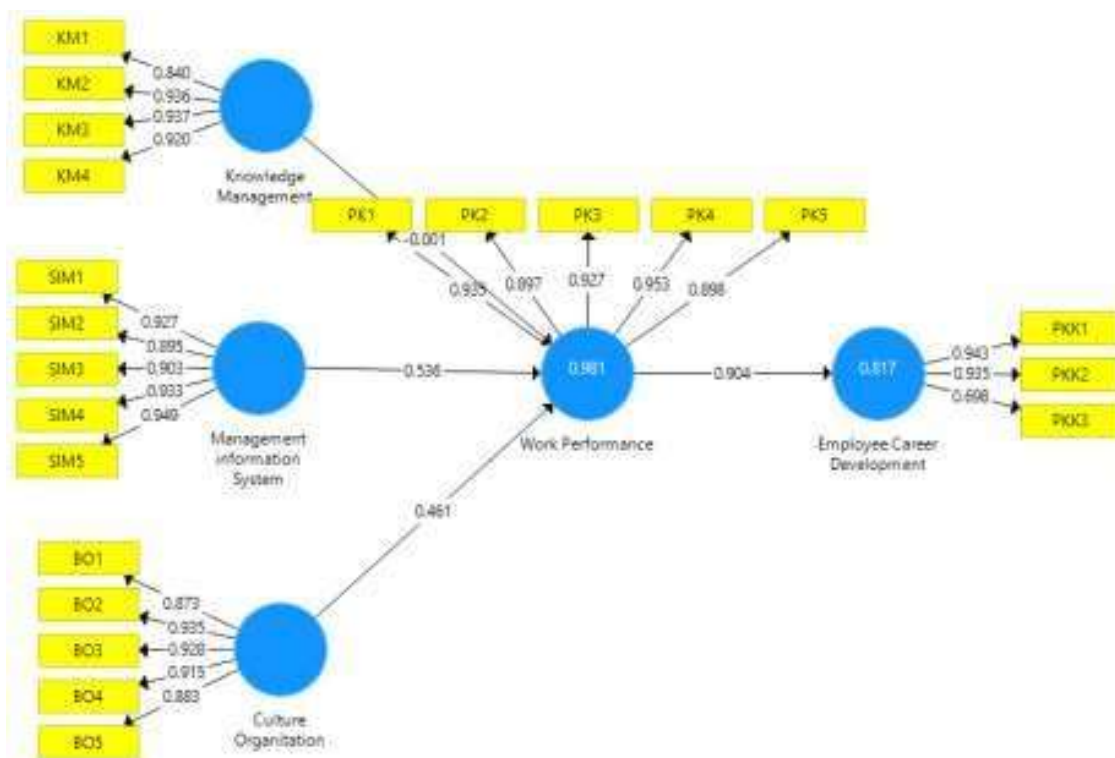 KM1
0.840
KM2
0.936
KM3
0.937
KM4
0.920
Knowledge
Management
PK1
PK2
PK3
PK4
PK5
-0.001
0.935
0.897
0.927
0.953
0.898
SIM1
0.927
SIM2
0.895
SIM3
0.903
SIM4
0.933
SIM5
0.949
Management
information
System
0.536
0.981
Work Performance
0.904
0.817
Employee Career
Development
PKK1
0.943
PKK2
0.935
PKK3
0.698
0.461
BO1
0.873
BO2
0.935
BO3
0.928
BO4
0.915
BO5
0.883
Culture
Organitation